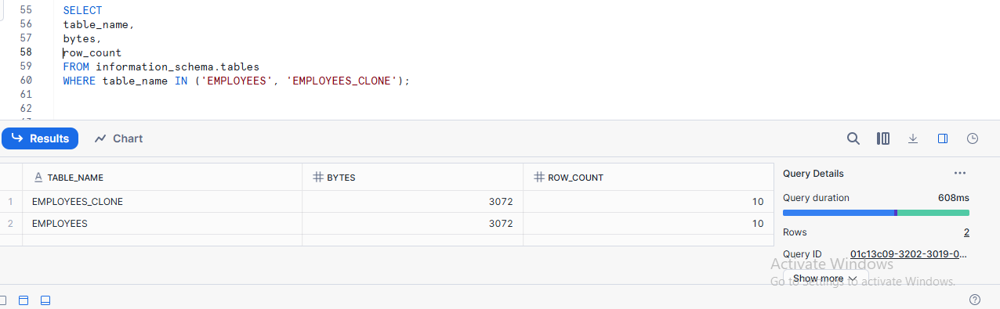 55 SELECT
56 table_name,
57 bytes,
58 row_count
59 FROM information_schema.tables
60 WHERE table_name IN ('EMPLOYEES', 'EMPLOYEES_CLONE');
61
62
Results Chart
A TABLE_NAME # BYTES # ROW_COUNT
1 EMPLOYEES_CLONE 3072 10
2 EMPLOYEES 3072 10
Query Details ...
Query duration 608ms
Rows 2
Query ID 01c13c09-3202-3019-0...
Activate Windows
Show more
Go to Settings to activate Windows.